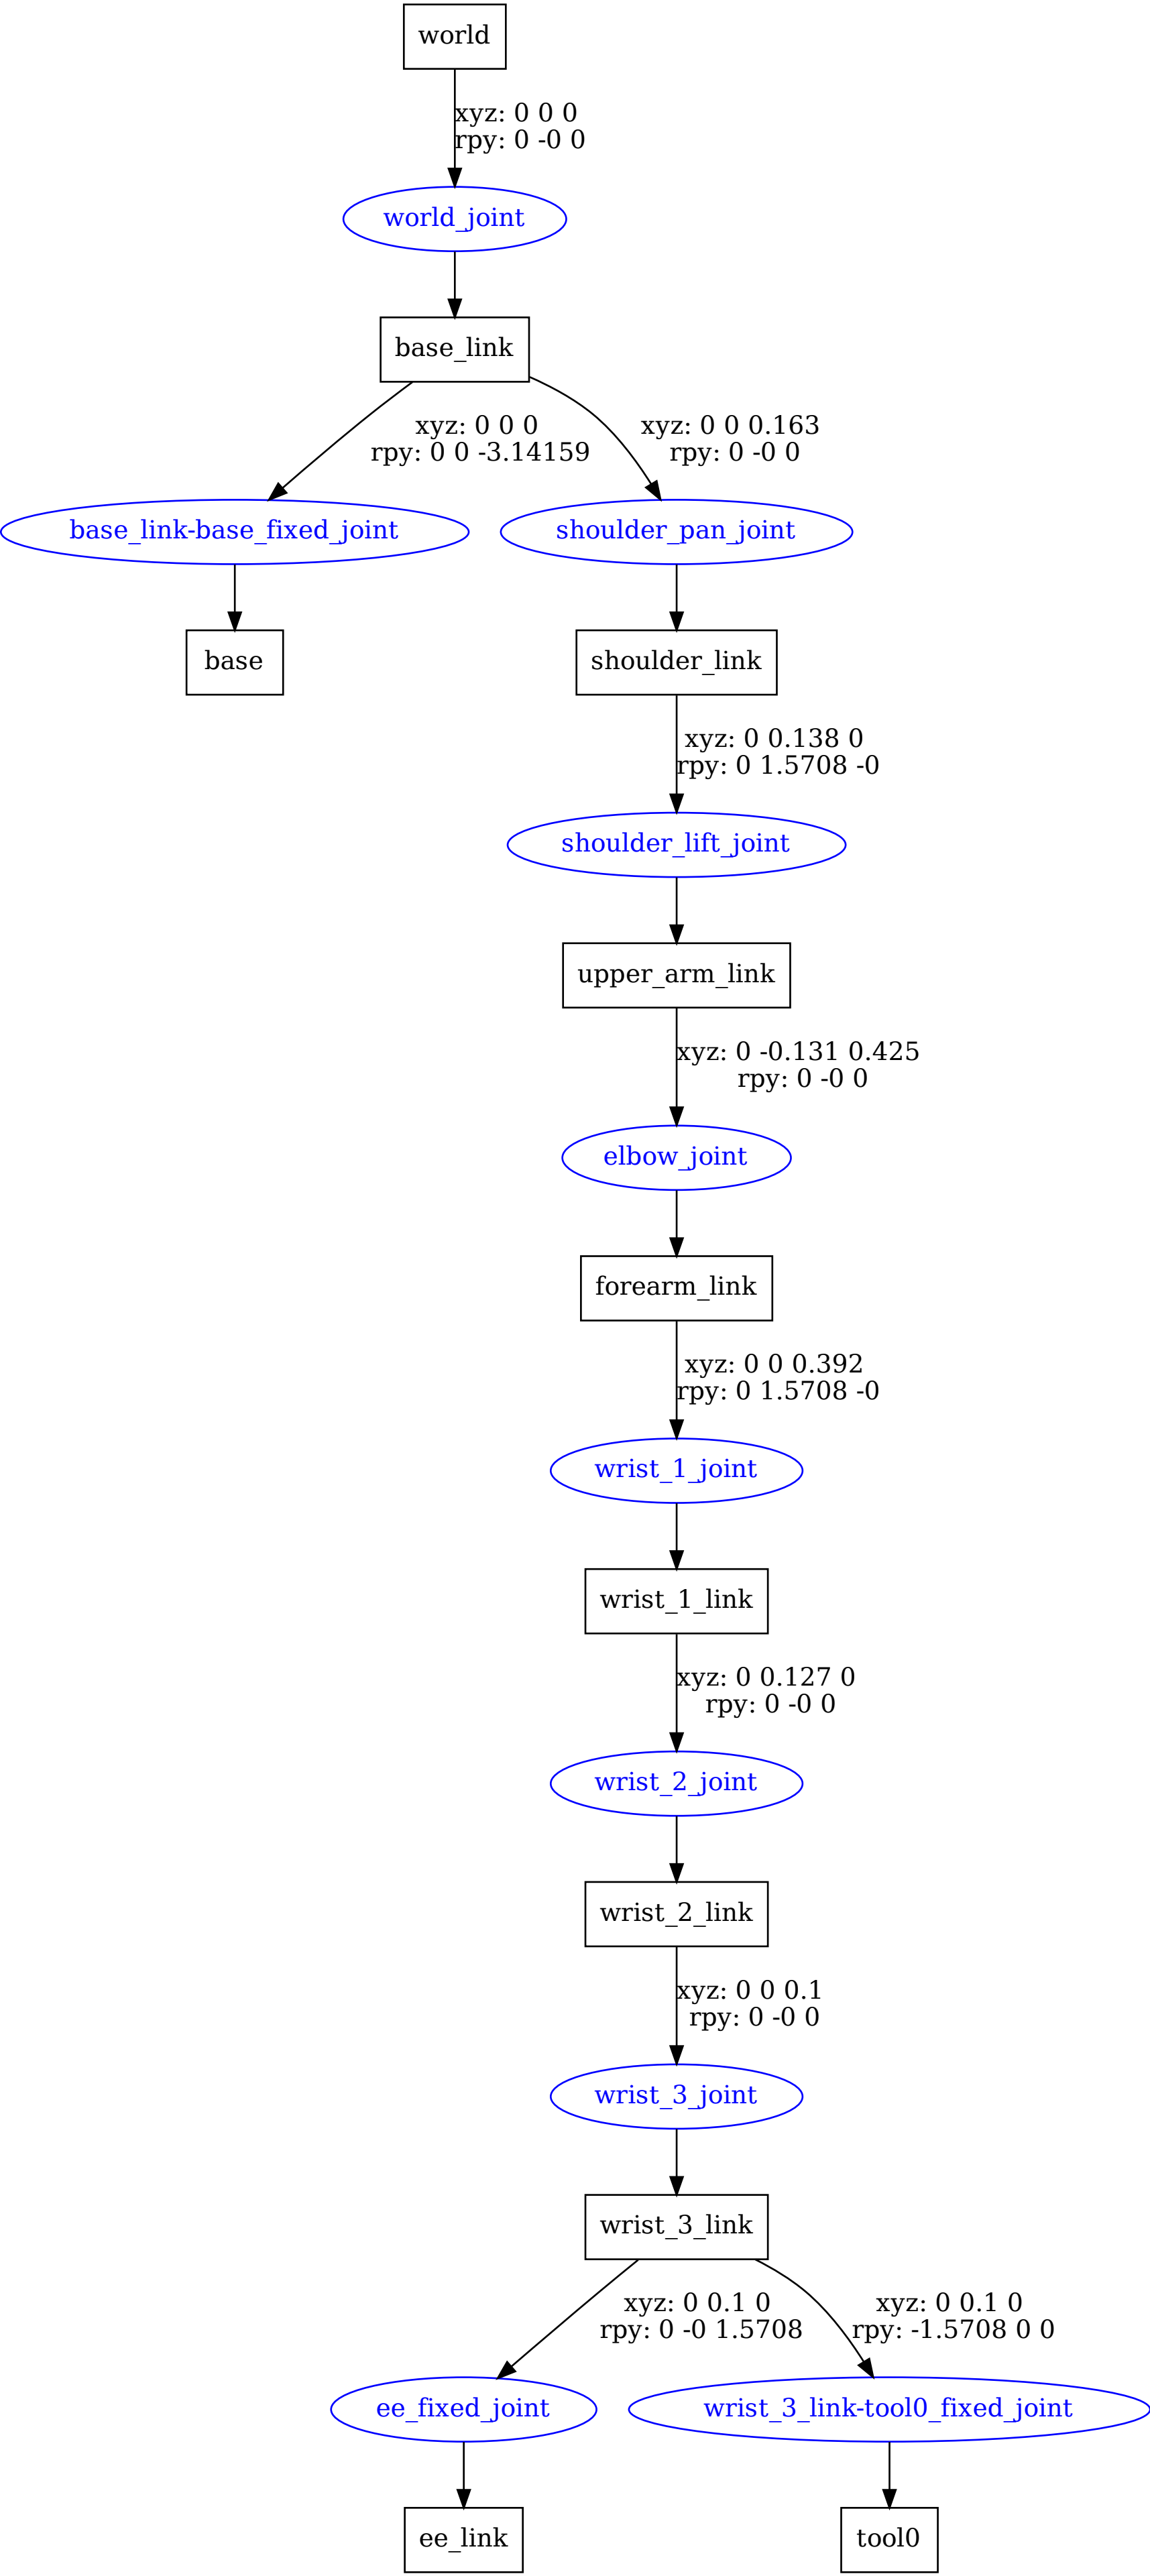 world
xyz: 0 0 0
rpy: 0 -0 0
world_joint
base_link
xyz: 0 0 0
rpy: 0 0 -3.14159
xyz: 0 0 0.163
rpy: 0 -0 0
base_link-base_fixed_joint
shoulder_pan_joint
base
shoulder_link
xyz: 0 0.138 0
rpy: 0 1.5708 -0
shoulder_lift_joint
upper_arm_link
xyz: 0 -0.131 0.425
rpy: 0 -0 0
elbow_joint
forearm_link
xyz: 0 0 0.392
rpy: 0 1.5708 -0
wrist_1_joint
wrist_1_link
xyz: 0 0.127 0
rpy: 0 -0 0
wrist_2_joint
wrist_2_link
xyz: 0 0 0.1
rpy: 0 -0 0
wrist_3_joint
wrist_3_link
xyz: 0 0.1 0
rpy: 0 -0 1.5708
xyz: 0 0.1 0
rpy: -1.5708 0 0
ee_fixed_joint
wrist_3_link-tool0_fixed_joint
ee_link
tool0